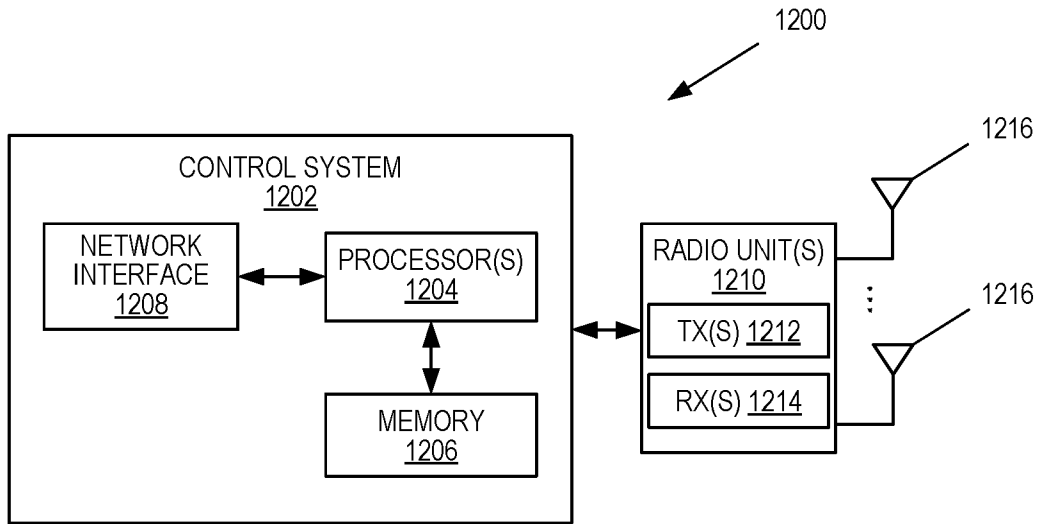 1200
1216
CONTROL SYSTEM
1202
NETWORK
INTERFACE
1208
PROCESSOR(S)
1204
MEMORY
1206
RADIO UNIT(S)
1210
TX(S) 1212
RX(S) 1214
1216